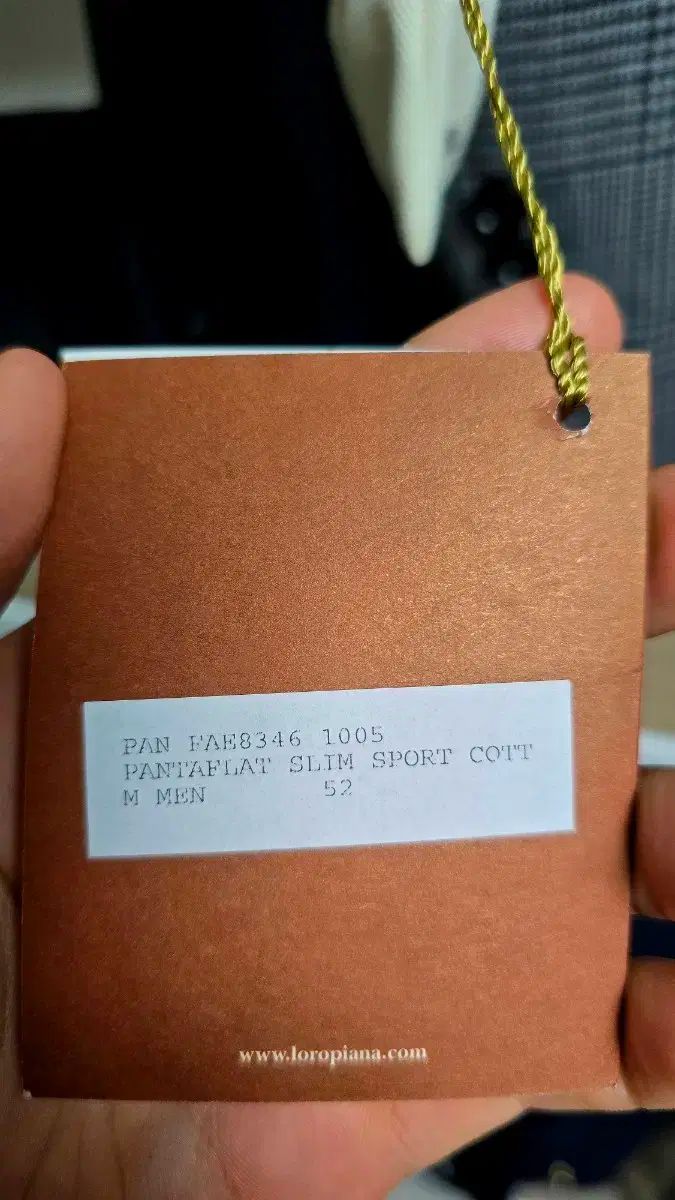 PAN FAE8346 1005
PANTAFLAT SLIM SPORT COTT
M MEN 52
www.loropiana.com